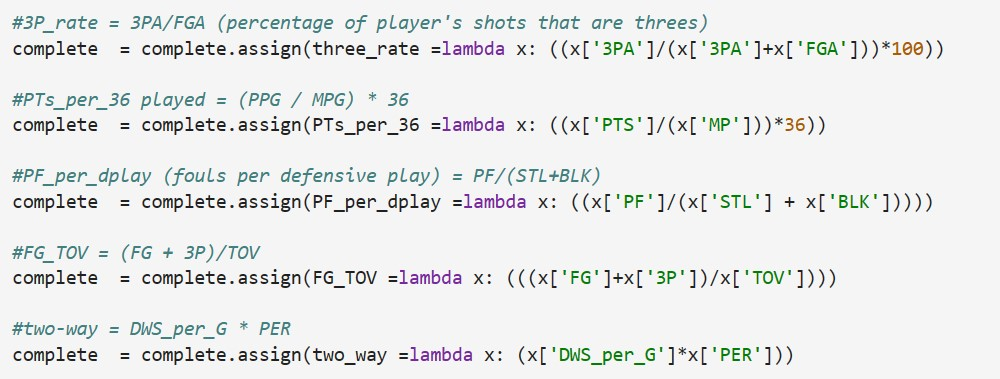 #3P_rate = 3PA/FGA (percentage of player's shots that are threes)
complete  = complete.assign(three_rate =lambda x: ((x['3PA']/(x['3PA']+x['FGA']))*100))
#PTs_per_36 played = (PPG / MPG) * 36
complete  = complete.assign(PTs_per_36 =lambda x: ((x['PTS']/(x['MP']))*36))
#PF_per_dplay (fouls per defensive play) = PF/(STL+BLK)
complete  = complete.assign(PF_per_dplay =lambda x: ((x['PF']/(x['STL'] + x['BLK']))))
#FG_TOV = (FG + 3P)/TOV
complete  = complete.assign(FG_TOV =lambda x: (((x['FG']+x['3P'])/x['TOV'])))
#two-way = DWS_per_G * PER
complete  = complete.assign(two_way =lambda x: (x['DWS_per_G']*x['PER']))